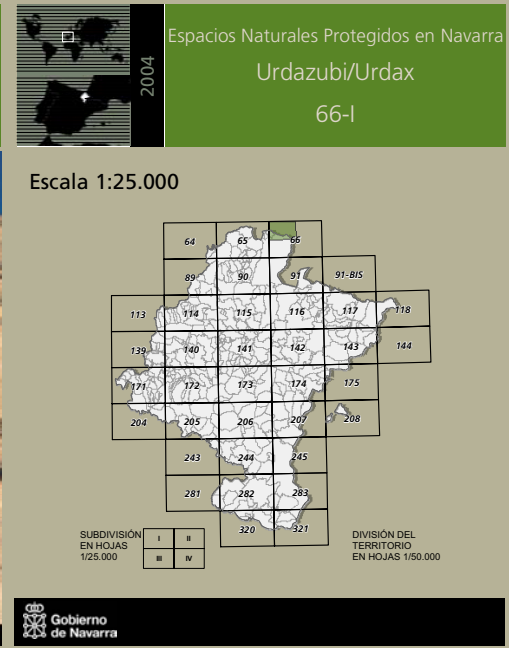 2004
Espacios Naturales Protegidos en Navarra
Urdazubi/Urdax
66-I
Escala 1:25.000
64 65 66
89 90 91 91-BIS
113 114 115 116 117 118
139 140 141 142 143 144
171 172 173 174 175
204 205 206 207 208
243 244 245
281 282 283
320 321
SUBDIVISIÓN
EN HOJAS
1/25.000
I II
III IV
DIVISIÓN DEL
TERRITORIO
EN HOJAS 1/50.000
Gobierno
de Navarra